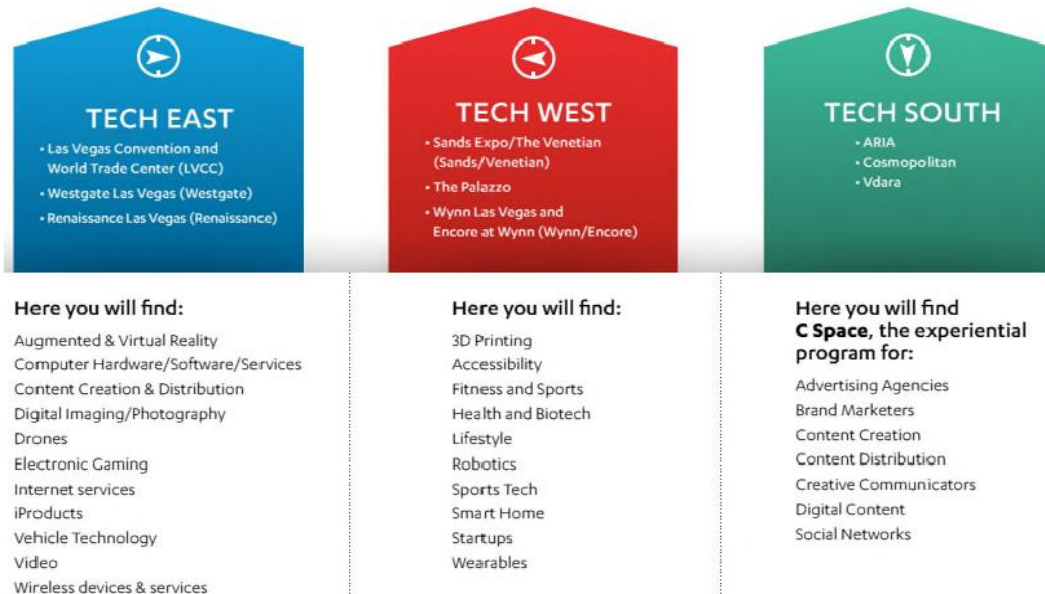 TECH EAST
• Las Vegas Convention and
World Trade Center (LVCC)
• Westgate Las Vegas (Westgate)
• Renaissance Las Vegas (Renaissance)
Here you will find:
Augmented & Virtual Reality
Computer Hardware/Software/Services
Content Creation & Distribution
Digital Imaging/Photography
Drones
Electronic Gaming
Internet services
iProducts
Vehicle Technology
Video
Wireless devices & services
TECH WEST
• Sands Expo/The Venetian
(Sands/Venetian)
• The Palazzo
• Wynn Las Vegas and
Encore at Wynn (Wynn/Encore)
Here you will find:
3D Printing
Accessibility
Fitness and Sports
Health and Biotech
Lifestyle
Robotics
Sports Tech
Smart Home
Startups
Wearables
TECH SOUTH
• ARIA
• Cosmopolitan
• Vdara
Here you will find
C Space, the experiential
program for:
Advertising Agencies
Brand Marketers
Content Creation
Content Distribution
Creative Communicators
Digital Content
Social Networks